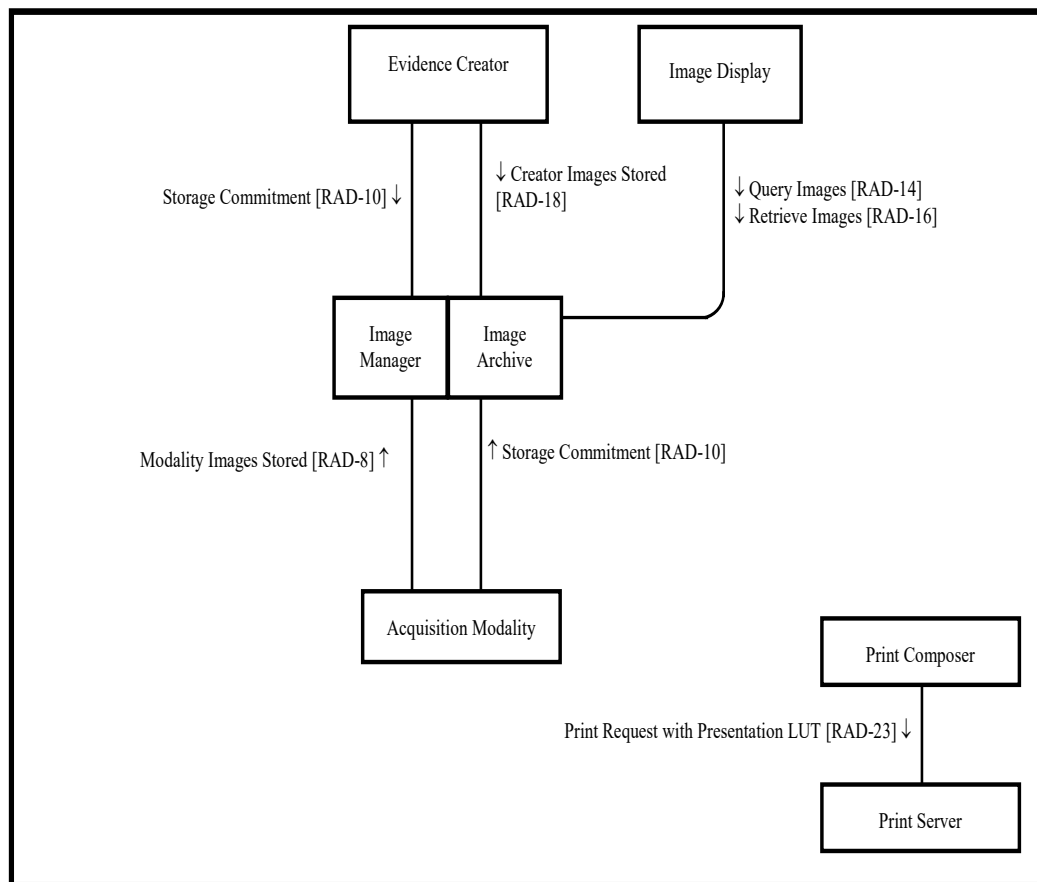 Evidence Creator
Image Display
Storage Commitment [RAD-10] ↓
↓ Creator Images Stored
[RAD-18]
↓ Query Images [RAD-14]
↓ Retrieve Images [RAD-16]
Image
Manager
Image
Archive
Modality Images Stored [RAD-8] ↑
↑ Storage Commitment [RAD-10]
Acquisition Modality
Print Composer
Print Request with Presentation LUT [RAD-23] ↓
Print Server